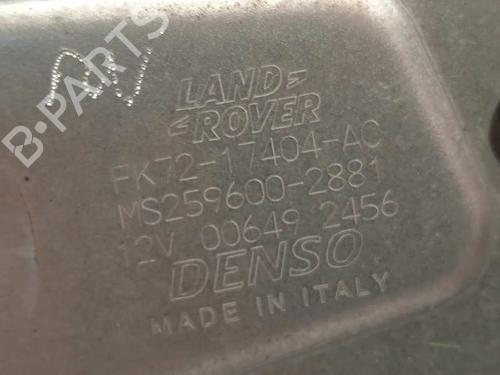 B-PARTS
LAND
ROVER
FK72-17404-AC
MS259600-2881
12V 00649 2456
DENSO
MADE IN ITALY